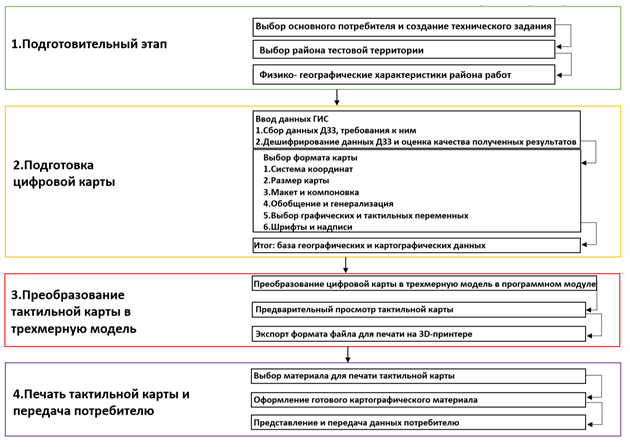 1.Подготовительный этап
Выбор основного потребителя и создание технического задания
Выбор района тестовой территории
Физико- географические характеристики района работ
2.Подготовка
цифровой карты
Ввод данных ГИС
1.Сбор данных ДЗЗ, требования к ним
2.Дешифрирование данных ДЗЗ и оценка качества полученных результатов
Выбор формата карты
1.Система координат
2.Размер карты
3.Макет и компоновка
4.Обобщение и генерализация
5.Выбор графических и тактильных переменных
6.Шрифты и надписи
Итог: база географических и картографических данных
3.Преобразование
тактильной карты в
трехмерную модель
Преобразование цифровой карты в трехмерную модель в программном модуле
Предварительный просмотр тактильной карты
Экспорт формата файла для печати на 3D-принтере
4.Печать тактильной карты и
передача потребителю
Выбор материала для печати тактильной карты
Оформление готового картографического материала
Представление и передача данных потребителю